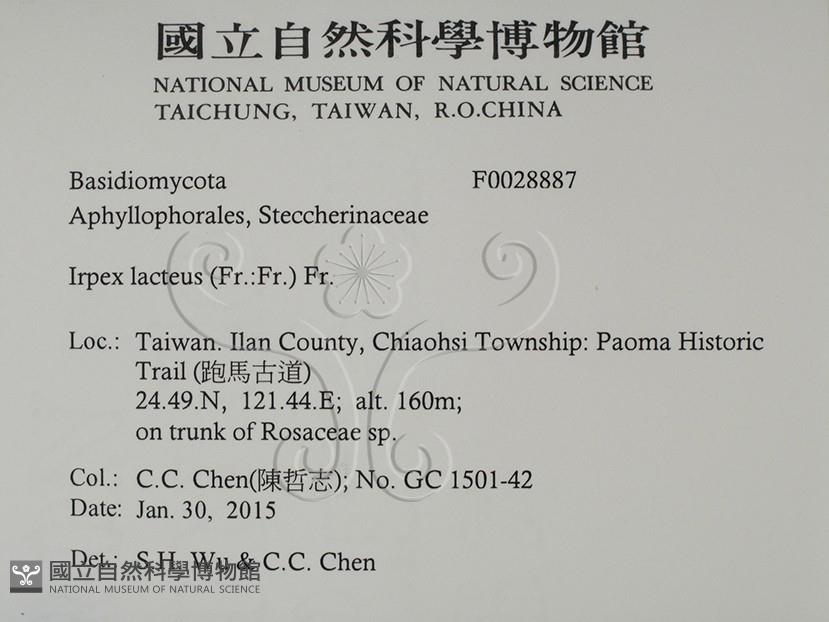 國立自然科學博物館
NATIONAL MUSEUM OF NATURAL SCIENCE
TAICHUNG, TAIWAN, R.O.CHINA
Basidiomycota F0028887
Aphyllophorales, Steccherinaceae
Irpex lacteus (Fr.:Fr.) Fr.
Loc.: Taiwan. Ilan County, Chiaohsi Township: Paoma Historic
Trail (跑馬古道)
24.49.N, 121.44.E; alt. 160m;
on trunk of Rosaceae sp.
Col.: C.C. Chen(陳哲志); No. GC 1501-42
Date: Jan. 30, 2015
Det.: S.H. Wu & C.C. Chen
國立自然科學博物館
NATIONAL MUSEUM OF NATURAL SCIENCE